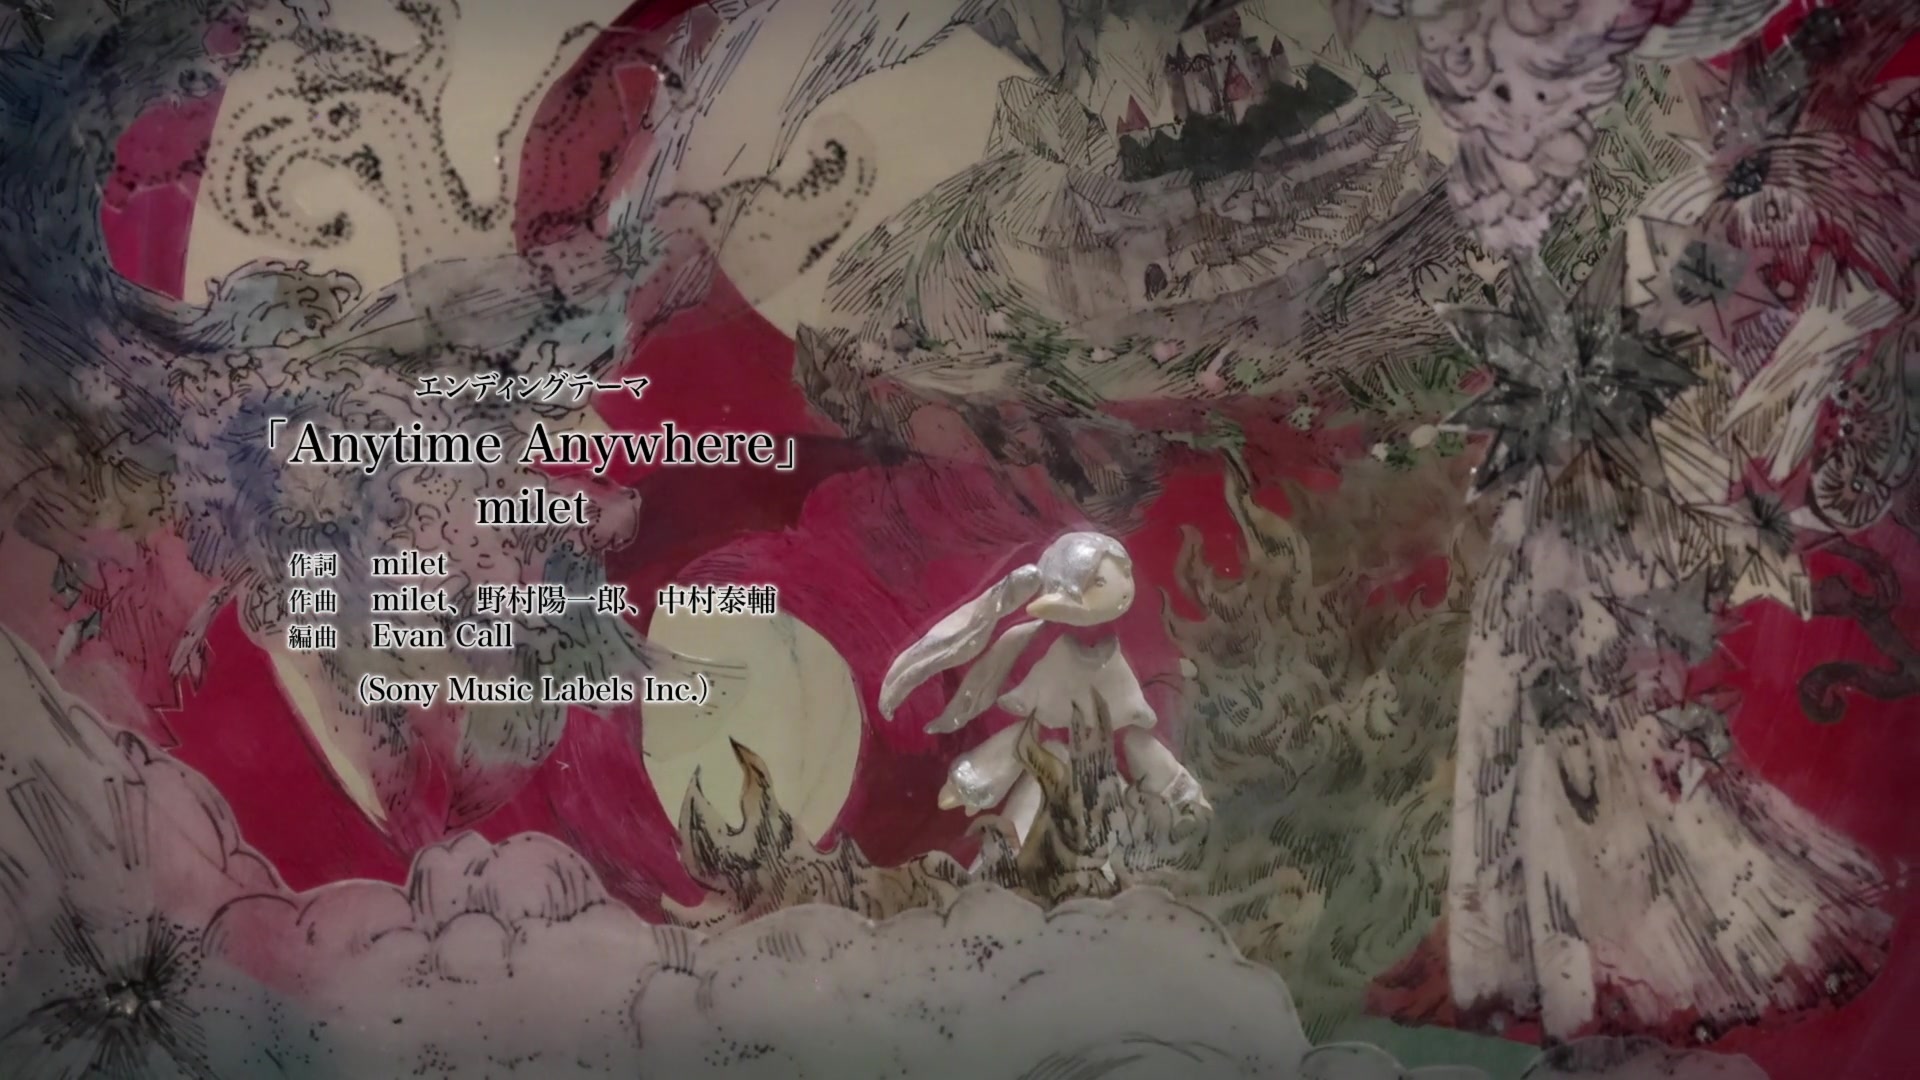 エンディングテーマ
「Anytime Anywhere」
milet
作詞 milet
作曲 milet、野村陽一郎、中村泰輔
編曲 Evan Call
(Sony Music Labels Inc.)